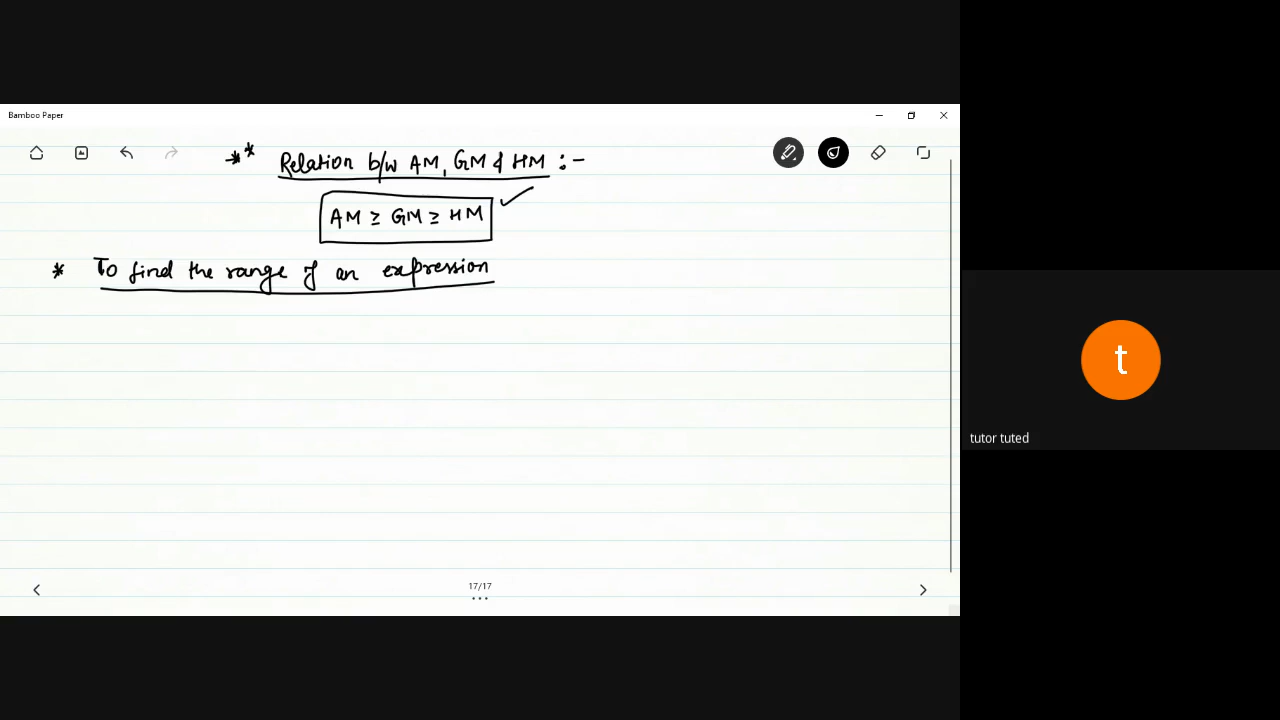 Bamboo Paper
** Relation b/w AM, GM & HM :-
AM ≥ GM ≥ HM ✓
* To find the range of an expression
t
tutor tuted
17/17